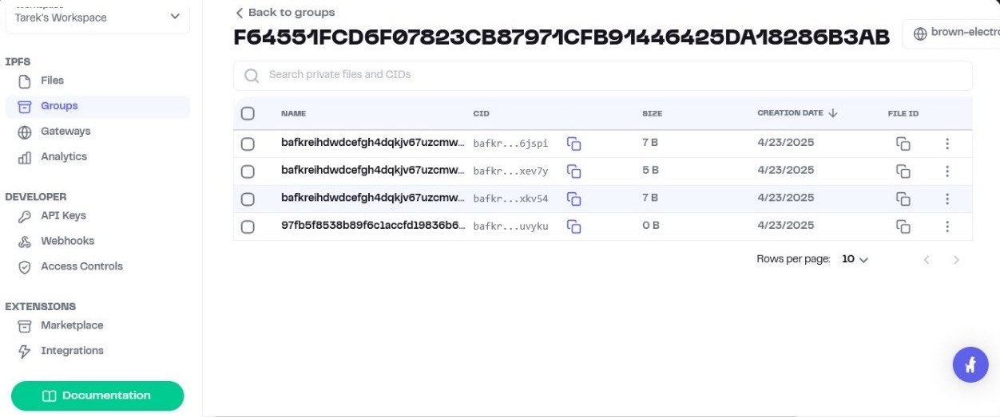 Tarek's Workspace
IPFS
Files
Groups
Gateways
Analytics
DEVELOPER
API Keys
Webhooks
Access Controls
EXTENSIONS
Marketplace
Integrations
Documentation
Back to groups
F64551FCD6F07823CB87971CFB91446425DA18286B3AB
brown-electro
Search private files and CIDs
NAME CID SIZE CREATION DATE FILE ID
bafkreihdwdcefgh4dqkjv67uzcmw... bafkr...6jspi 7 B 4/23/2025
bafkreihdwdcefgh4dqkjv67uzcmw... bafkr...xev7y 5 B 4/23/2025
bafkreihdwdcefgh4dqkjv67uzcmw... bafkr...xkv54 7 B 4/23/2025
97fb5f8538b89f6c1accfd19836b6... bafkr...uvyku 0 B 4/23/2025
Rows per page: 10